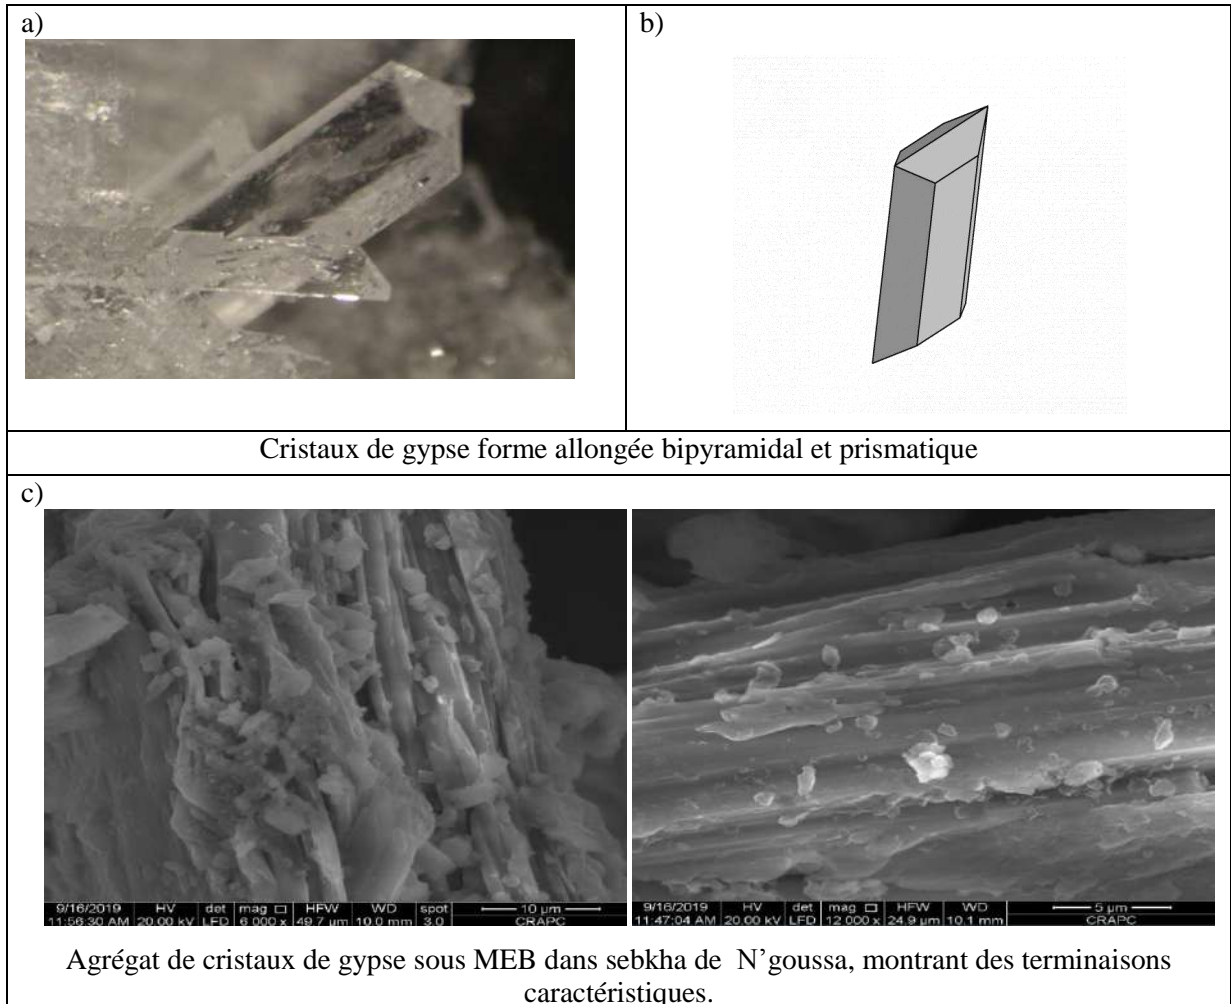 a)
b)
Cristaux de gypse forme allongée bipyramidal et prismatique
c)
9/16/2019 HV det mag HFW WD spot 10 µm
11:56:30 AM 20.00 kV LFD 6 000 x 49.7 µm 10.0 mm 3.0 CRAPC
9/16/2019 HV det mag HFW WD 5 µm
11:47:04 AM 20.00 kV LFD 12 000 x 24.9 µm 10.1 mm CRAPC
Agrégat de cristaux de gypse sous MEB dans sebkha de N’goussa, montrant des terminaisons
caractéristiques.